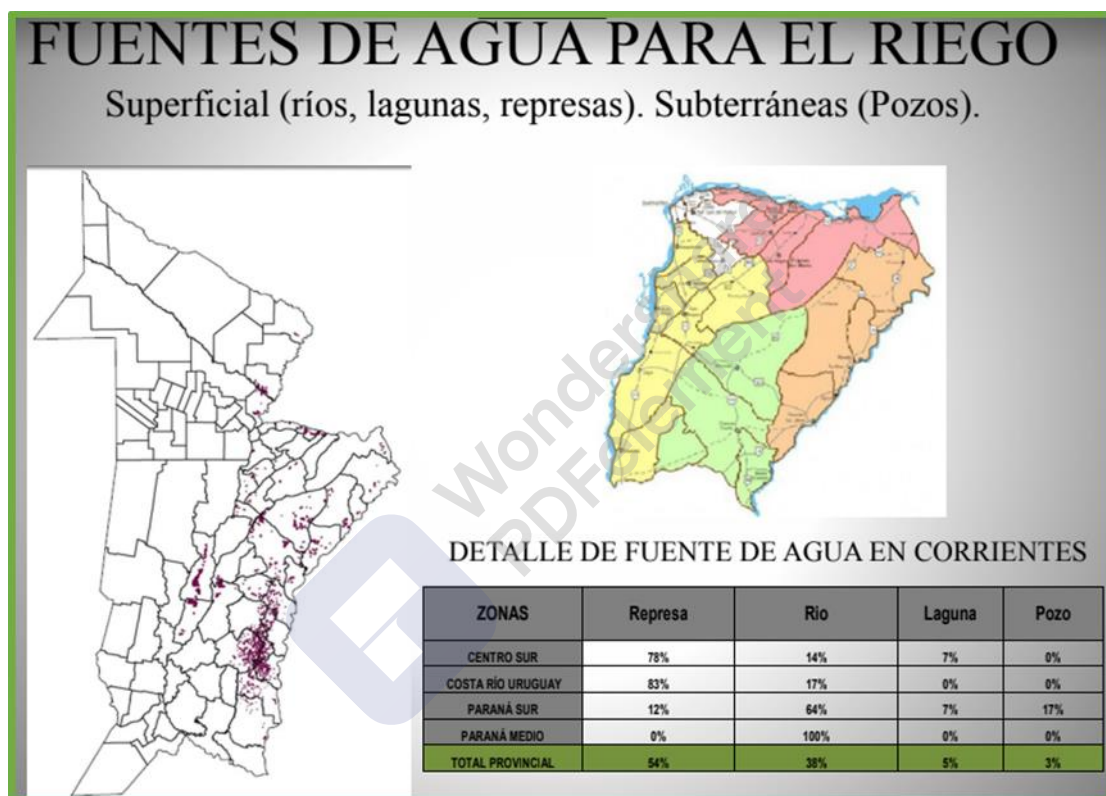 FUENTES DE AGUA PARA EL RIEGO
Superficial (ríos, lagunas, represas). Subterráneas (Pozos).
Wondershare
PDFelement
DETALLE DE FUENTE DE AGUA EN CORRIENTES
ZONAS Represa Rio Laguna Pozo
CENTRO SUR 78% 14% 7% 0%
COSTA RÍO URUGUAY 83% 17% 0% 0%
PARANÁ SUR 12% 64% 7% 17%
PARANÁ MEDIO 0% 100% 0% 0%
TOTAL PROVINCIAL 54% 38% 5% 3%